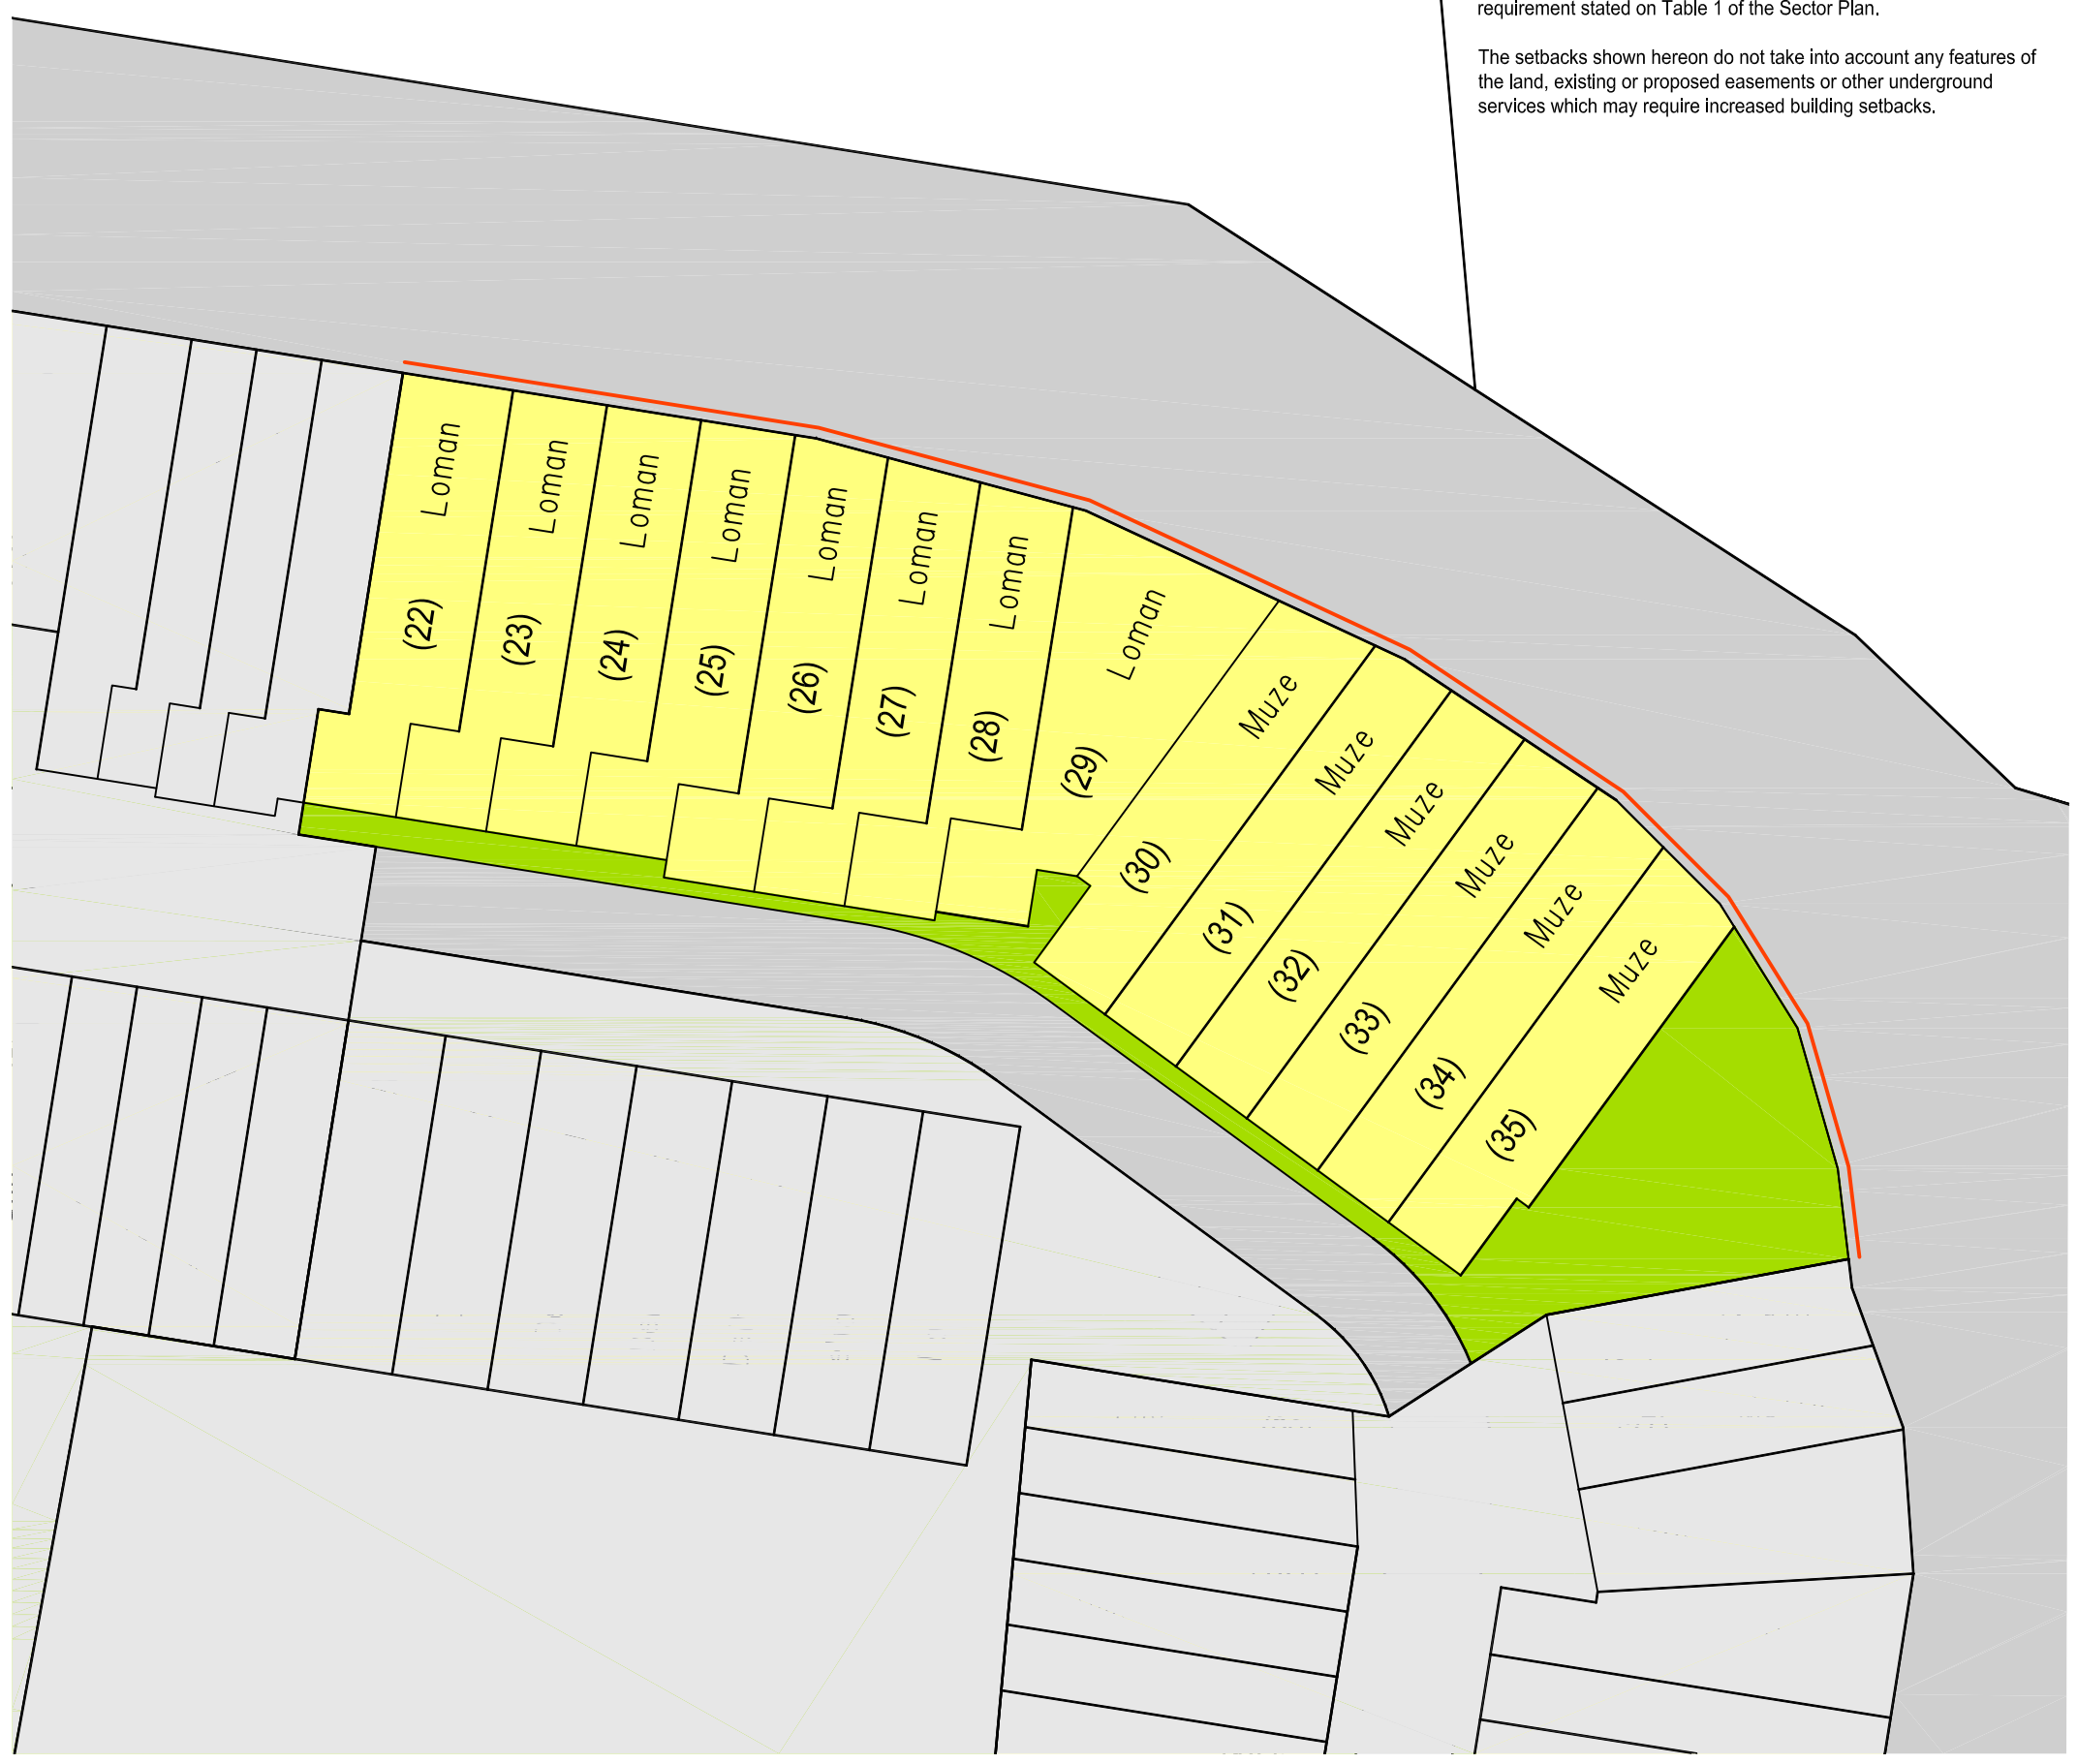 requirement stated on Table 1 of the Sector Plan.
The setbacks shown hereon do not take into account any features of
the land, existing or proposed easements or other underground
services which may require increased building setbacks.
Loman
(22)
Loman
(23)
Loman
(24)
Loman
(25)
Loman
(26)
Loman
(27)
Loman
(28)
Loman
(29)
Muze
(30)
Muze
(31)
Muze
(32)
Muze
(33)
Muze
(34)
Muze
(35)